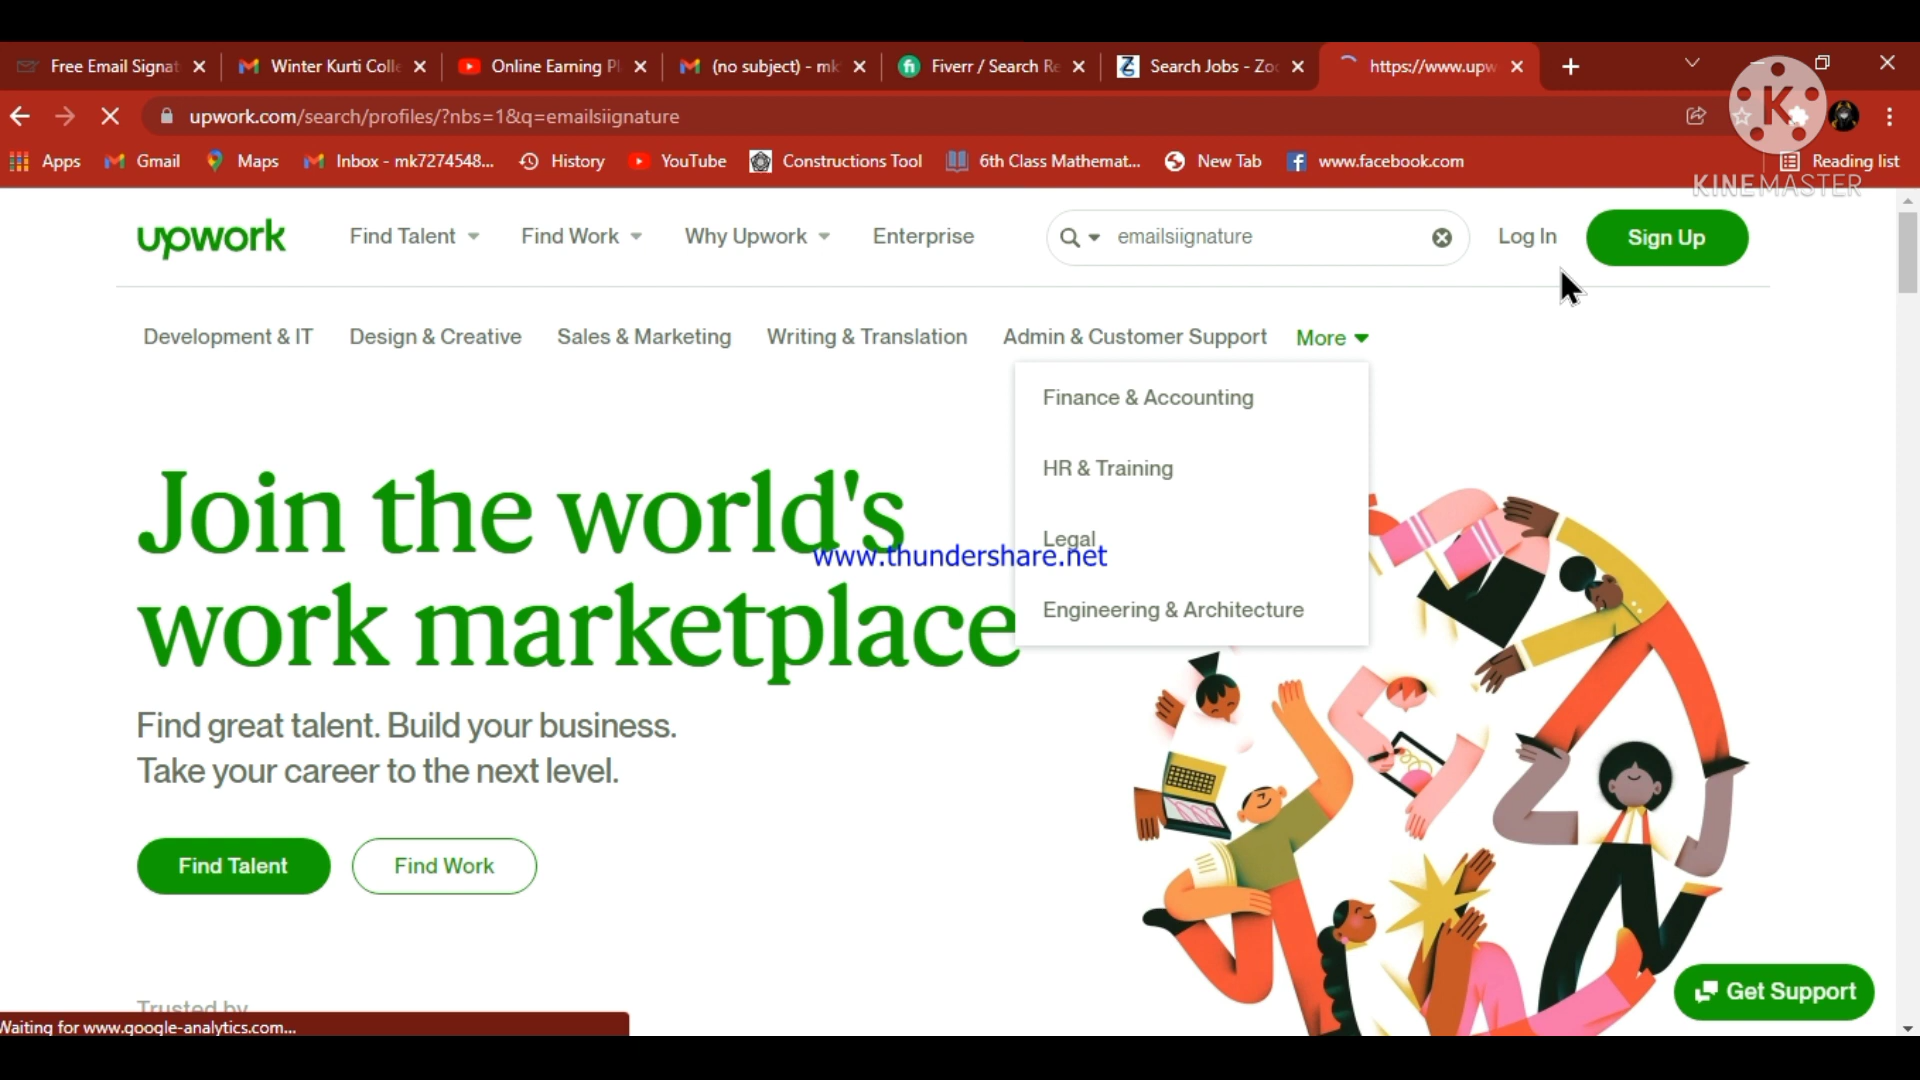 Free Email Signat
Winter Kurti Colle
Online Earning Pl
(no subject) - mk
Fiverr / Search Re
Search Jobs - Zo
https://www.upw
upwork.com/search/profiles/?nbs=1&q=emailsiignature
Apps
Gmail
Maps
Inbox - mk7274548...
History
YouTube
Constructions Tool
6th Class Mathemat...
New Tab
www.facebook.com
Reading list
K
KINEMASTER
upwork
Find Talent
Find Work
Why Upwork
Enterprise
emailsiignature
Log In
Sign Up
Development & IT
Design & Creative
Sales & Marketing
Writing & Translation
Admin & Customer Support
More
Finance & Accounting
HR & Training
Legal
Engineering & Architecture
Join the world's
work marketplace
www.thundershare.net
Find great talent. Build your business.
Take your career to the next level.
Find Talent
Find Work
Trusted by
Get Support
Waiting for www.google-analytics.com...